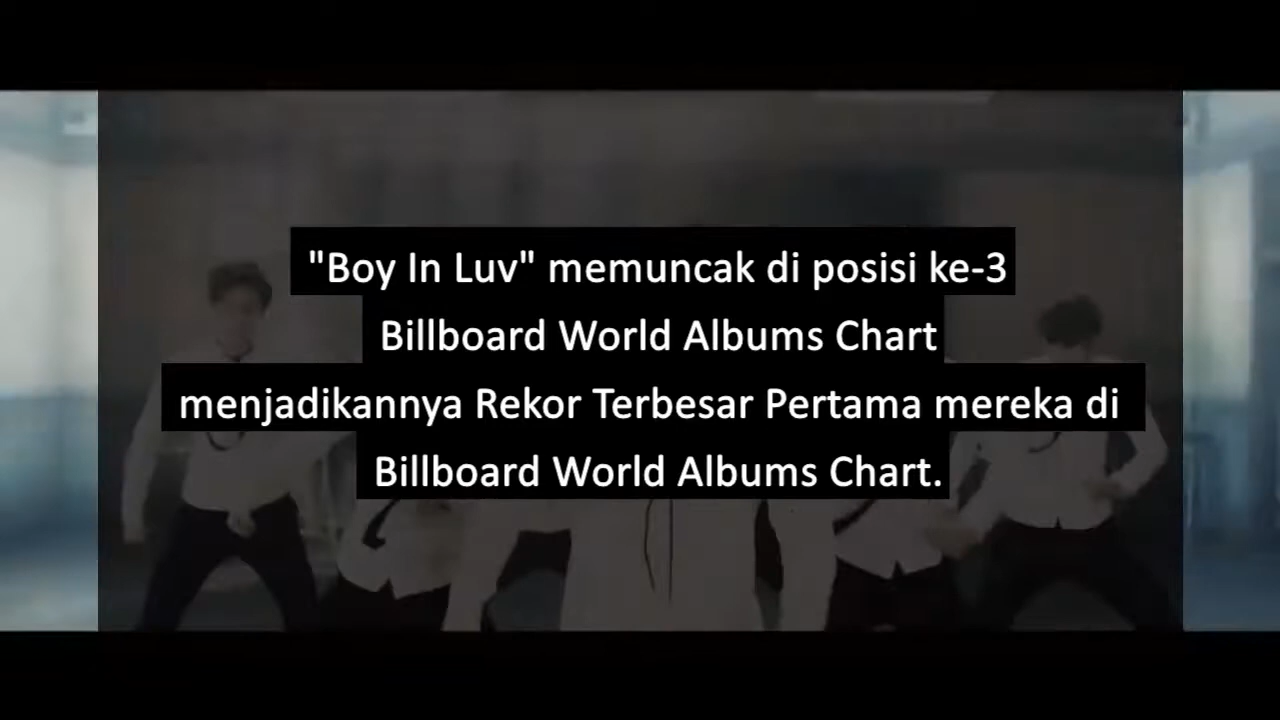 "Boy In Luv" memuncak di posisi ke-3
Billboard World Albums Chart
menjadikannya Rekor Terbesar Pertama mereka di
Billboard World Albums Chart.